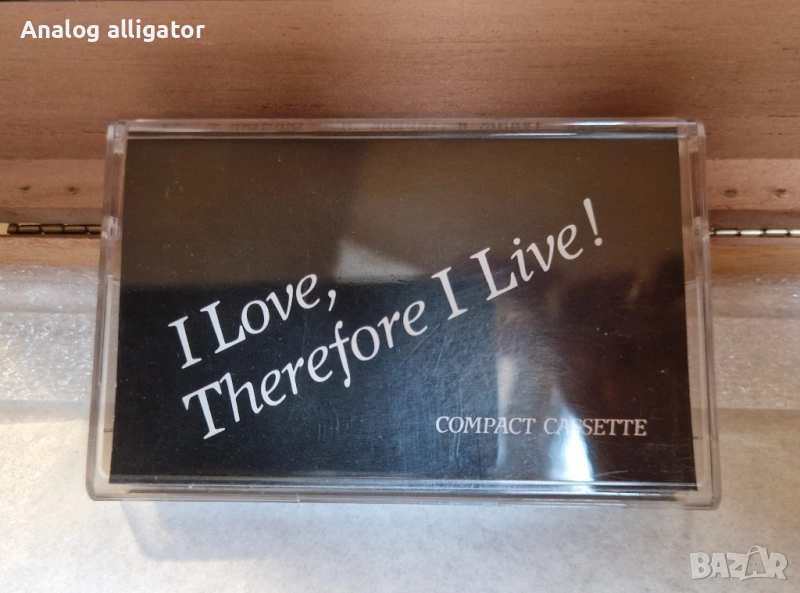 Analog alligator
I Love,
Therefore I Live!
COMPACT CASSETTE
BAZAR